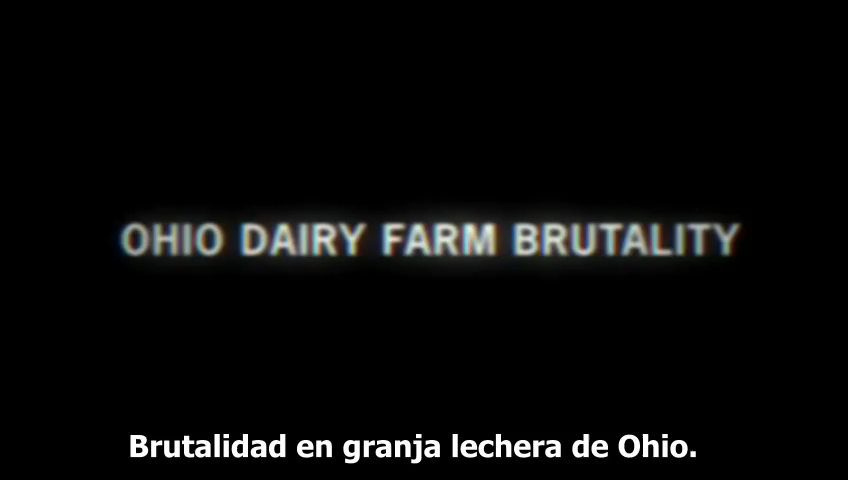 OHIO DAIRY FARM BRUTALITY
Brutalidad en granja lechera de Ohio.